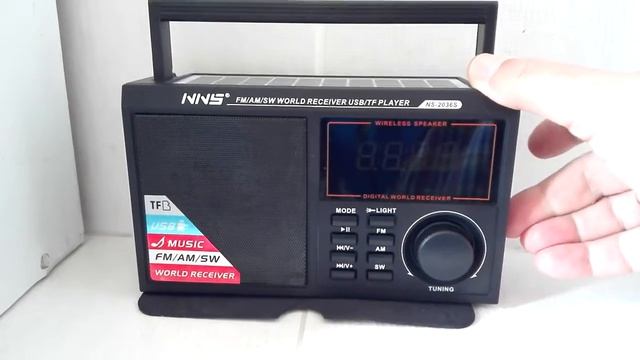 NNS® FM/AM/SW WORLD RECEIVER USB/TF PLAYER NS-2036S
WIRELESS SPEAKER
DIGITAL WORLD RECEIVER
TF
USB
MUSIC
FM/AM/SW
WORLD RECEIVER
MODE LIGHT
FM
V- AM
V+ SW
TUNING